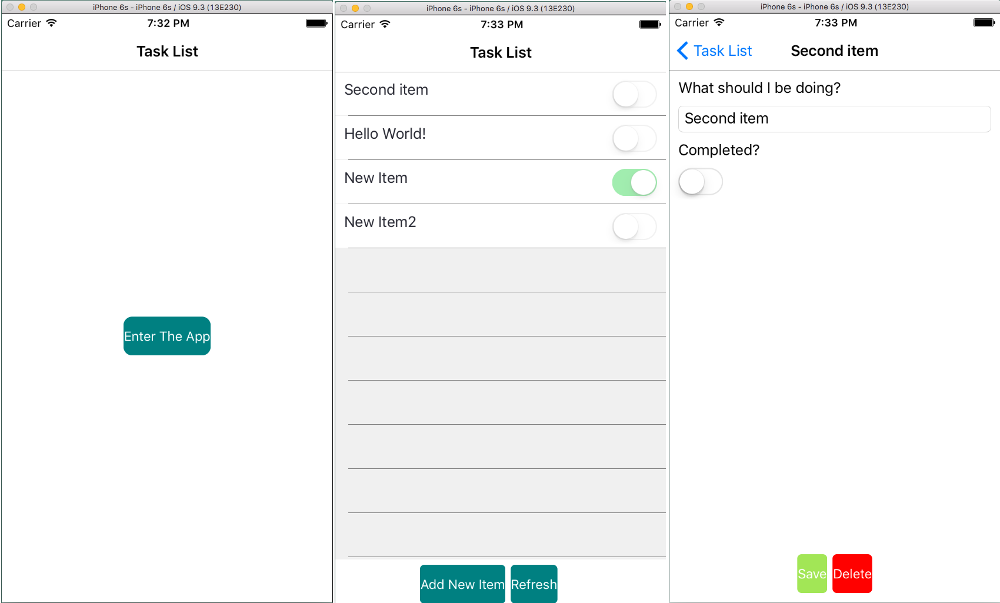 iPhone 6s - iPhone 6s / iOS 9.3 (13E230)
Carrier 7:32 PM
Task List
Enter The App
iPhone 6s - iPhone 6s / iOS 9.3 (13E230)
Carrier 7:33 PM
Task List
Second item
Hello World!
New Item
New Item2
Add New Item Refresh
iPhone 6s - iPhone 6s / iOS 9.3 (13E230)
Carrier 7:33 PM
Task List Second item
What should I be doing?
Second item
Completed?
Save Delete